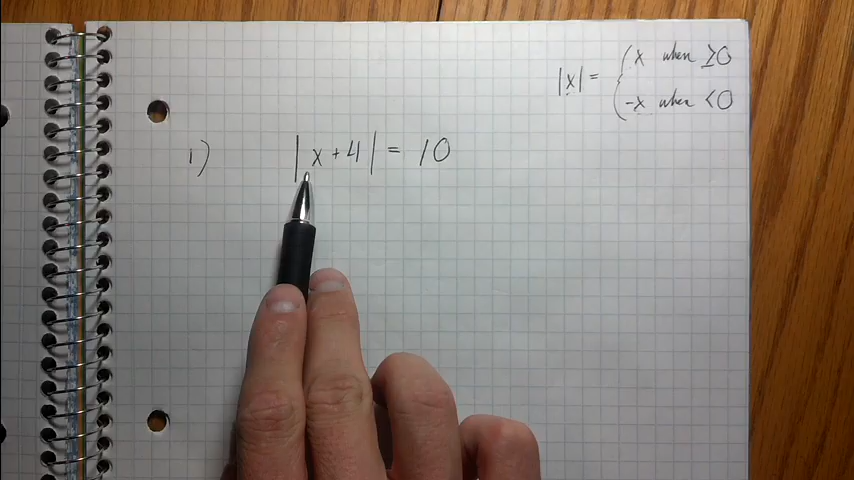 |x| = { x when ≥0
-x when <0
1) |x+4| = 10